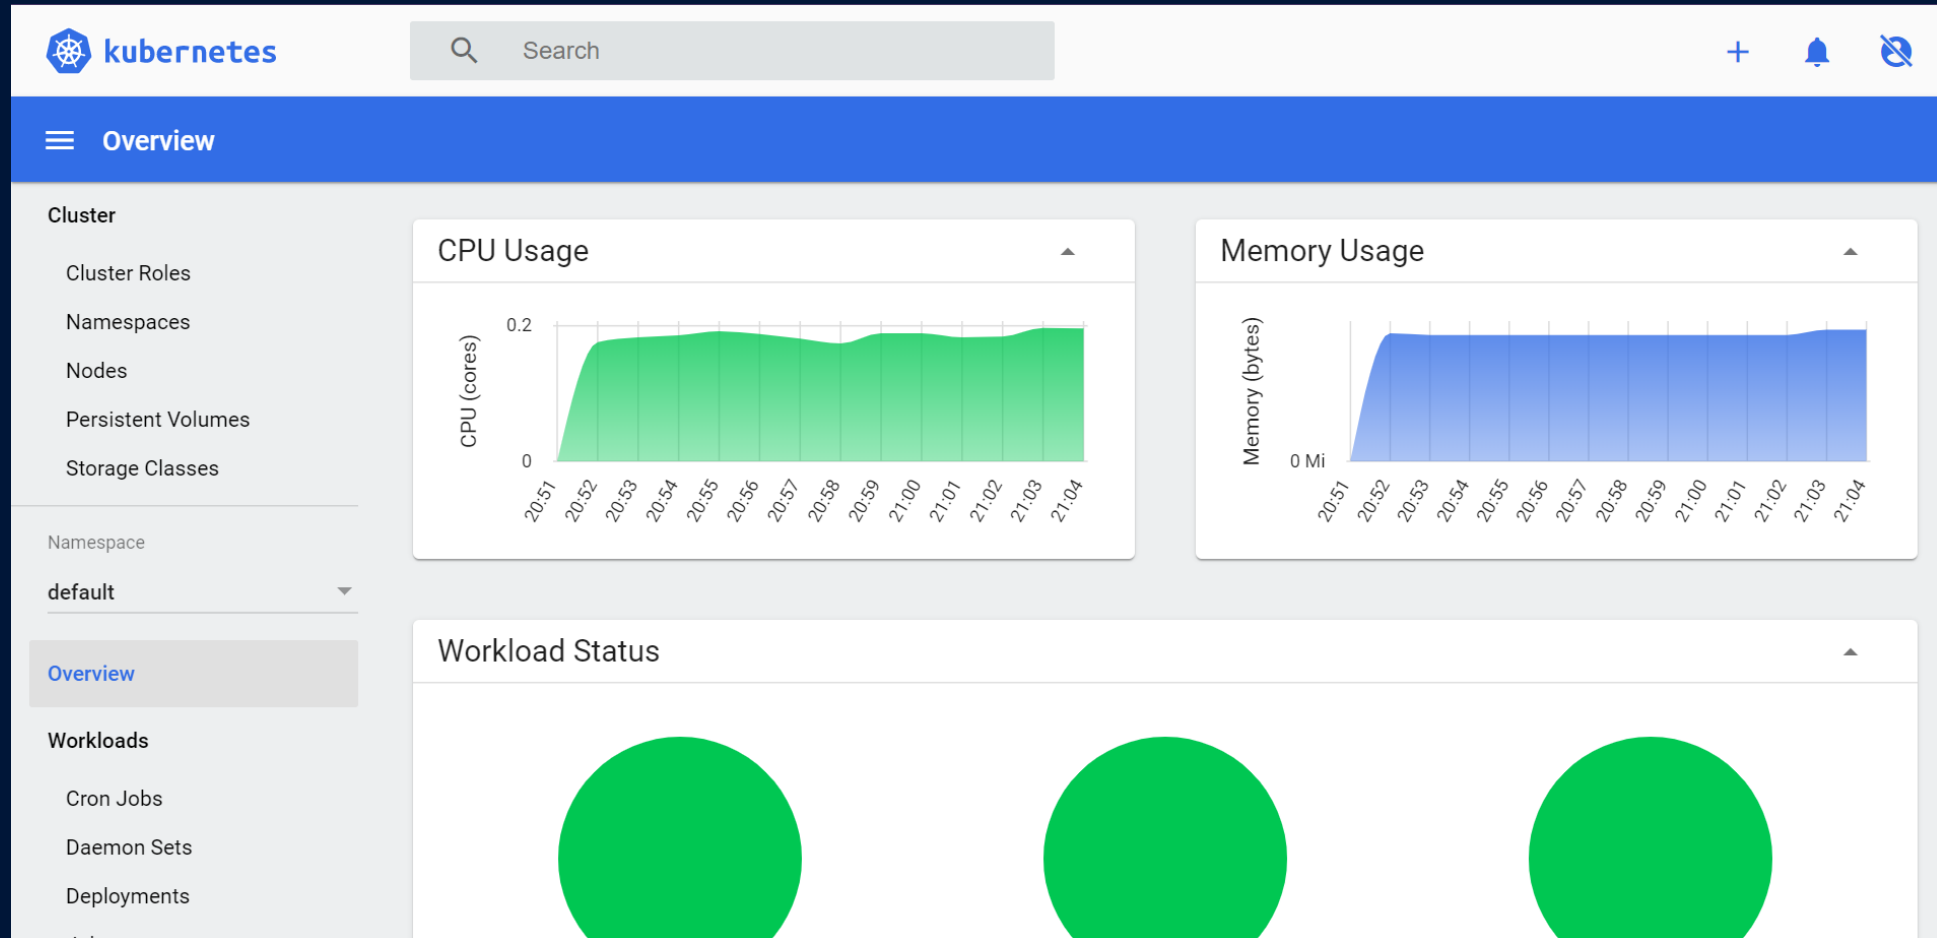 kubernetes
Search
Overview
Cluster
Cluster Roles
Namespaces
Nodes
Persistent Volumes
Storage Classes
Namespace
default
Overview
Workloads
Cron Jobs
Daemon Sets
Deployments
CPU Usage
CPU (cores)
0.2
0
20:51 20:52 20:53 20:54 20:55 20:56 20:57 20:58 20:59 21:00 21:01 21:02 21:03 21:04
Memory Usage
Memory (bytes)
0 Mi
20:51 20:52 20:53 20:54 20:55 20:56 20:57 20:58 20:59 21:00 21:01 21:02 21:03 21:04
Workload Status